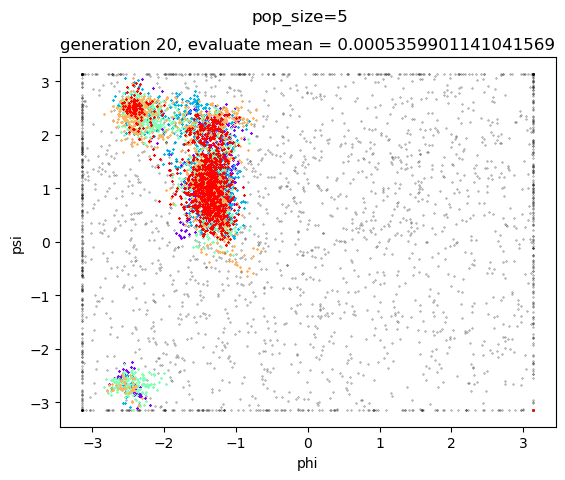 pop_size=5
generation 20, evaluate mean = 0.0005359901141041569
3
2
1
0
−1
−2
−3
psi
−3 −2 −1 0 1 2 3
phi